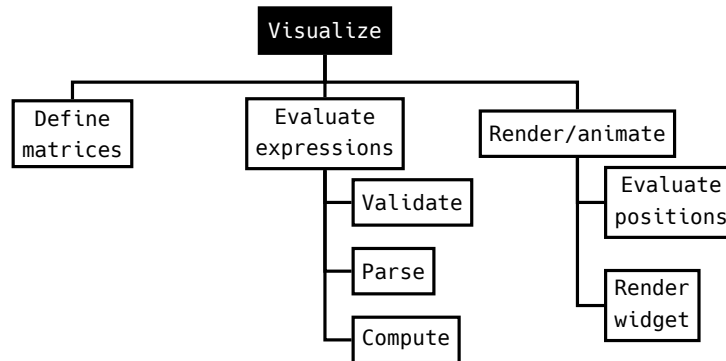 Visualize
Define
matrices
Evaluate
expressions
Validate
Parse
Compute
Render/animate
Evaluate
positions
Render
widget